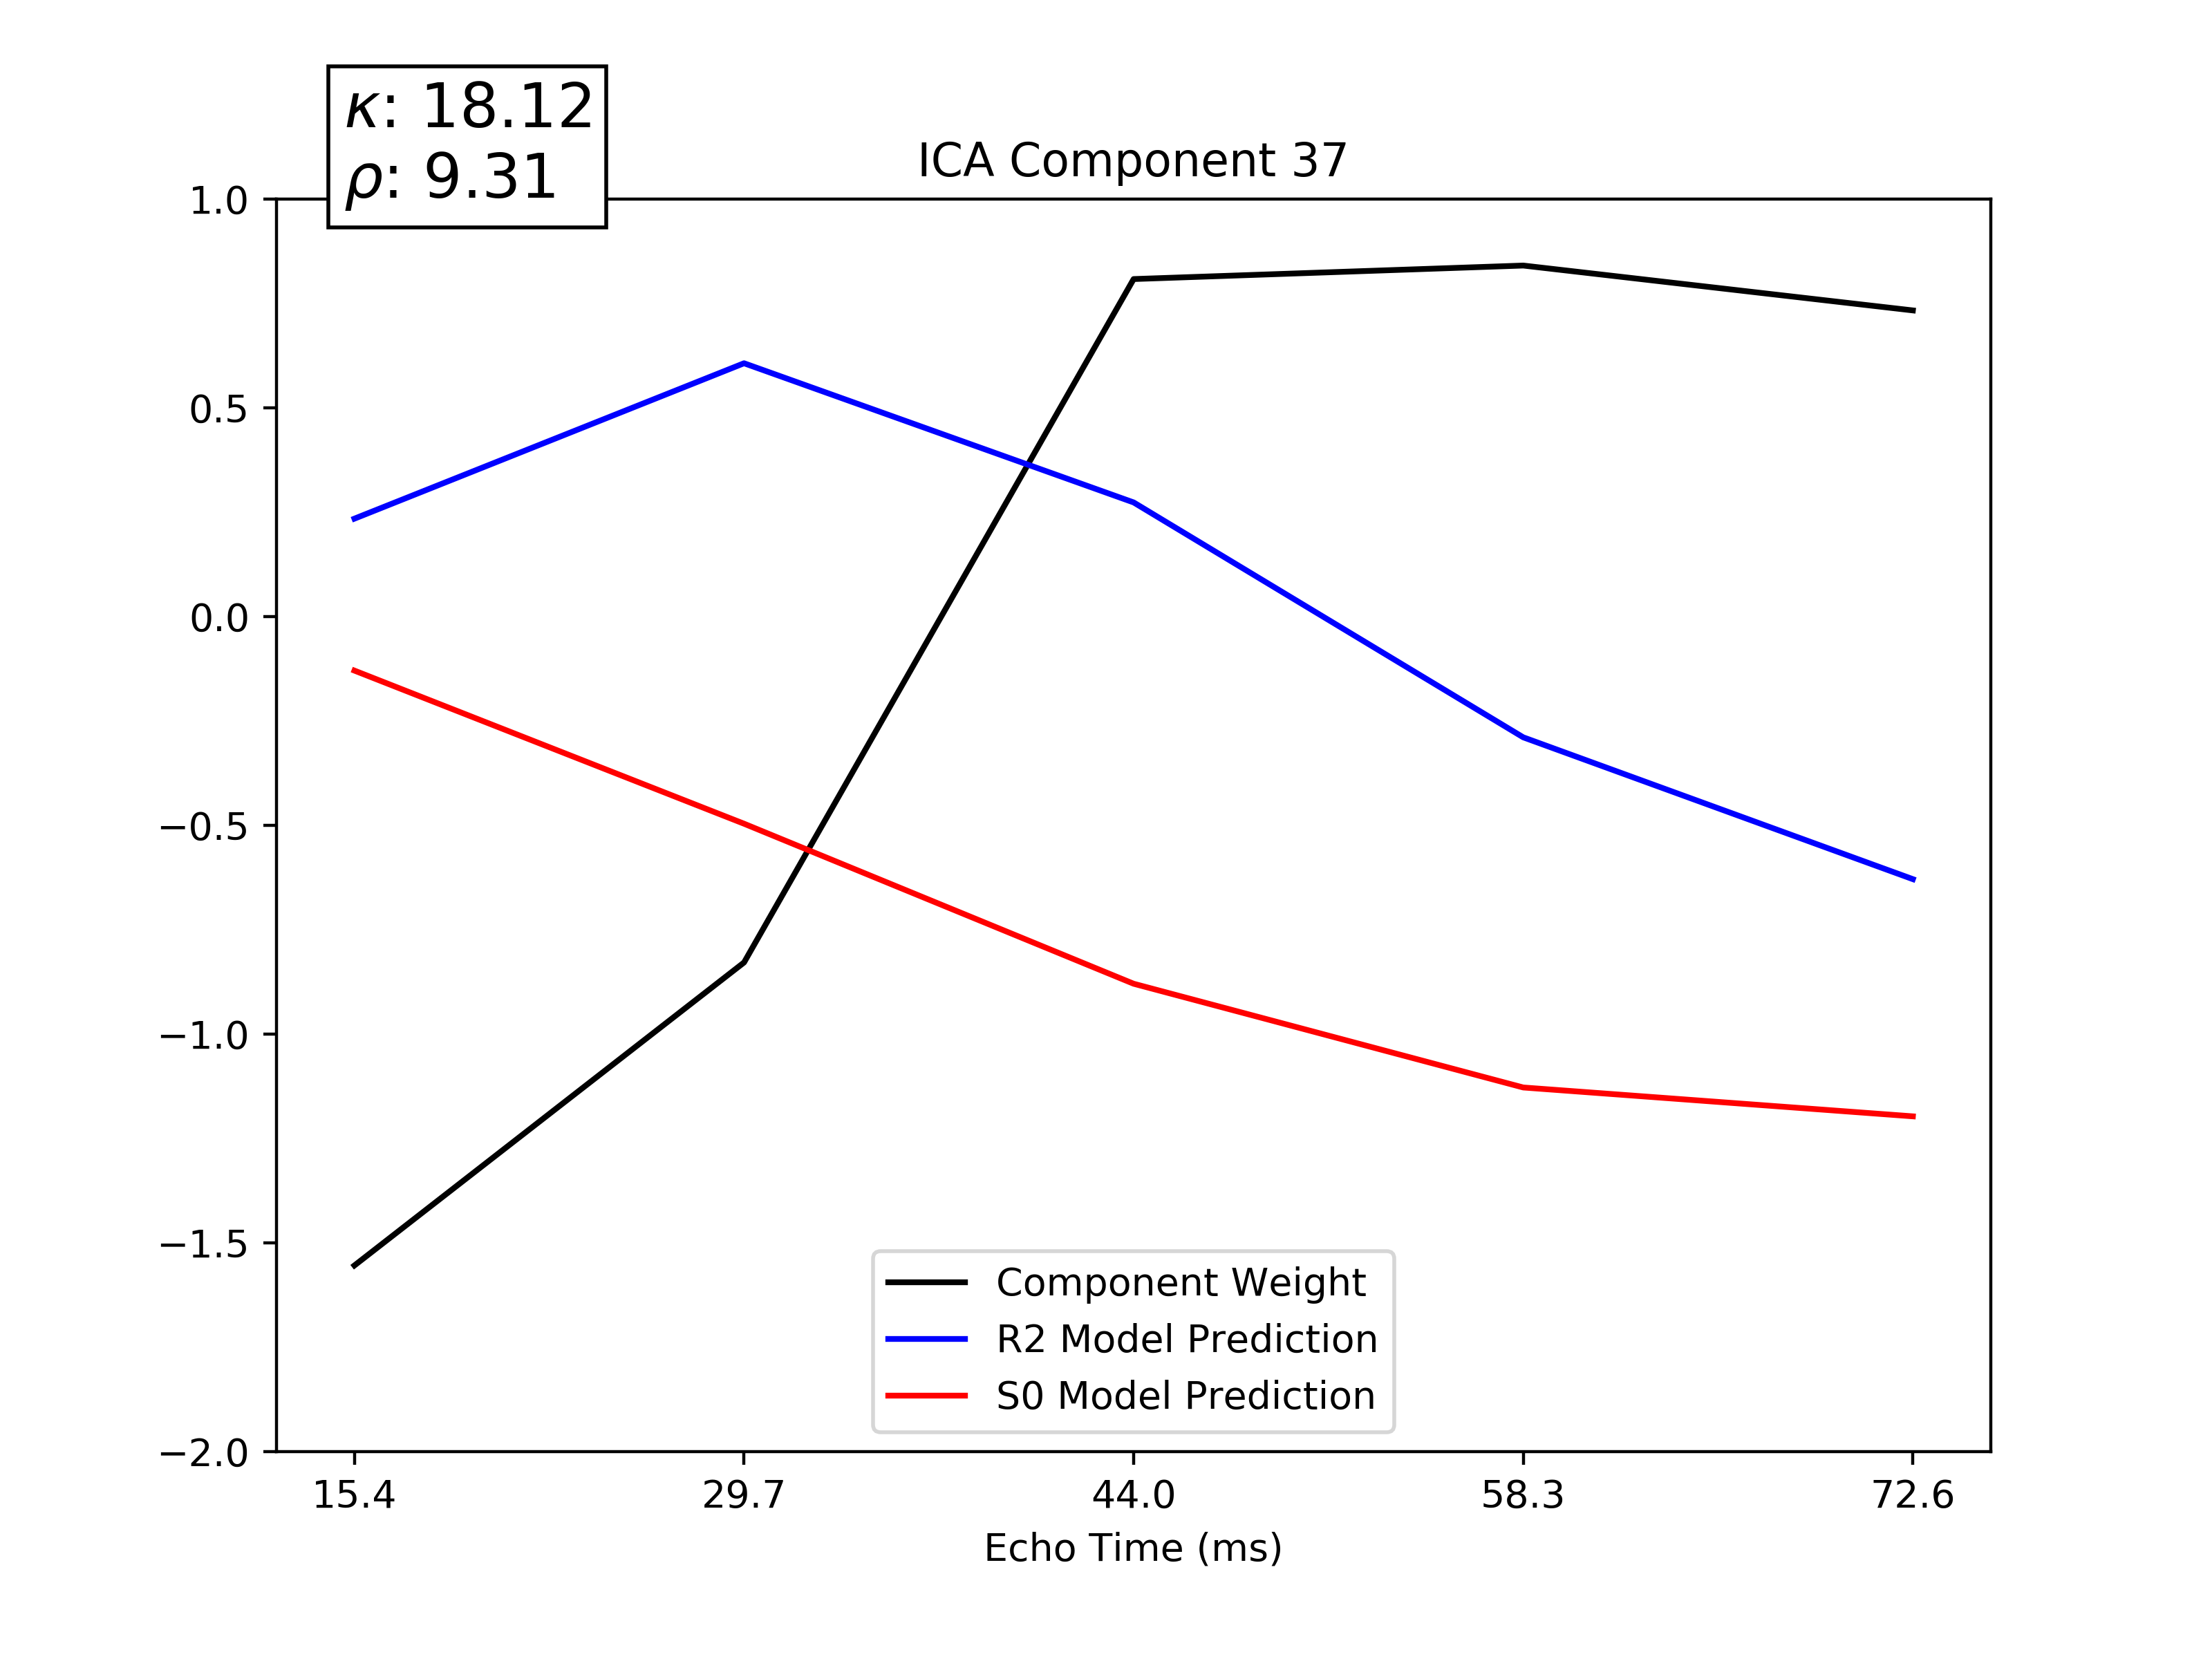 κ: 18.12
ρ: 9.31
ICA Component 37
1.0
0.5
0.0
−0.5
−1.0
−1.5
−2.0
Component Weight
R2 Model Prediction
S0 Model Prediction
15.4 29.7 44.0 58.3 72.6
Echo Time (ms)